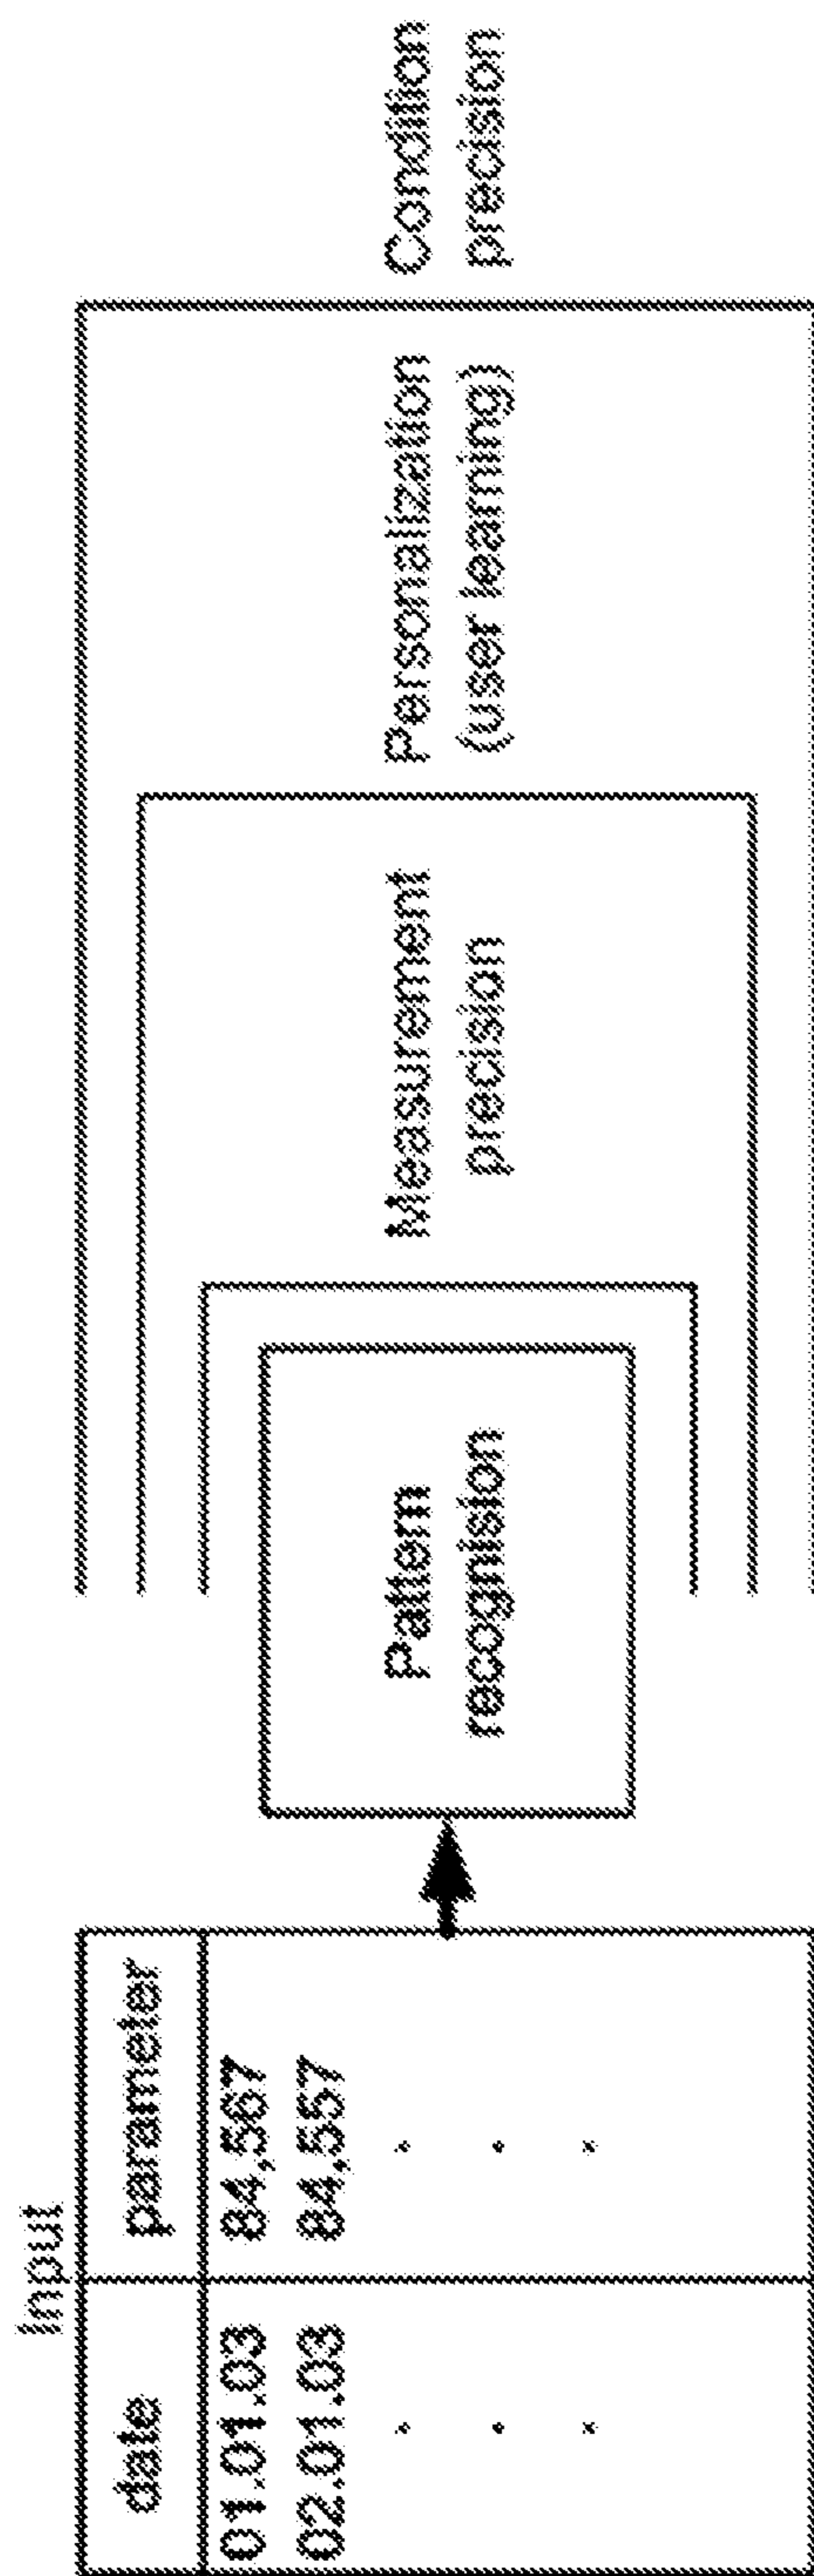 Input
date parameter
01.01.03 84,567
02.01.03 84,557
. .
. .
. .
Pattern
recognision
Measurement
precision
Personalization
(user learning)
Condition
precision